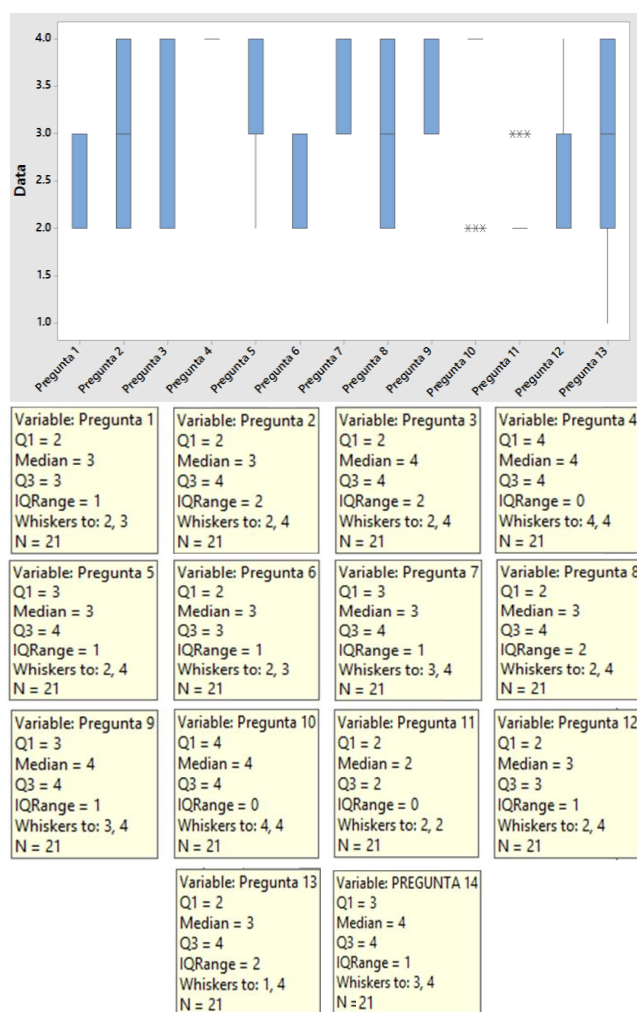 4.0
3.5
3.0
2.5
2.0
1.5
1.0
Data
Pregunta 1
Pregunta 2
Pregunta 3
Pregunta 4
Pregunta 5
Pregunta 6
Pregunta 7
Pregunta 8
Pregunta 9
Pregunta 10
Pregunta 11
Pregunta 12
Pregunta 13
Variable: Pregunta 1
Q1 = 2
Median = 3
Q3 = 3
IQRange = 1
Whiskers to: 2, 3
N = 21
Variable: Pregunta 2
Q1 = 2
Median = 3
Q3 = 4
IQRange = 2
Whiskers to: 2, 4
N = 21
Variable: Pregunta 3
Q1 = 2
Median = 4
Q3 = 4
IQRange = 2
Whiskers to: 2, 4
N = 21
Variable: Pregunta 4
Q1 = 4
Median = 4
Q3 = 4
IQRange = 0
Whiskers to: 4, 4
N = 21
Variable: Pregunta 5
Q1 = 3
Median = 3
Q3 = 4
IQRange = 1
Whiskers to: 2, 4
N = 21
Variable: Pregunta 6
Q1 = 2
Median = 3
Q3 = 3
IQRange = 1
Whiskers to: 2, 3
N = 21
Variable: Pregunta 7
Q1 = 3
Median = 3
Q3 = 4
IQRange = 1
Whiskers to: 3, 4
N = 21
Variable: Pregunta 8
Q1 = 2
Median = 3
Q3 = 4
IQRange = 2
Whiskers to: 2, 4
N = 21
Variable: Pregunta 9
Q1 = 3
Median = 4
Q3 = 4
IQRange = 1
Whiskers to: 3, 4
N = 21
Variable: Pregunta 10
Q1 = 4
Median = 4
Q3 = 4
IQRange = 0
Whiskers to: 4, 4
N = 21
Variable: Pregunta 11
Q1 = 2
Median = 2
Q3 = 2
IQRange = 0
Whiskers to: 2, 2
N = 21
Variable: Pregunta 12
Q1 = 2
Median = 3
Q3 = 3
IQRange = 1
Whiskers to: 2, 4
N = 21
Variable: Pregunta 13
Q1 = 2
Median = 3
Q3 = 4
IQRange = 2
Whiskers to: 1, 4
N = 21
Variable: PREGUNTA 14
Q1 = 3
Median = 4
Q3 = 4
IQRange = 1
Whiskers to: 3, 4
N = 21